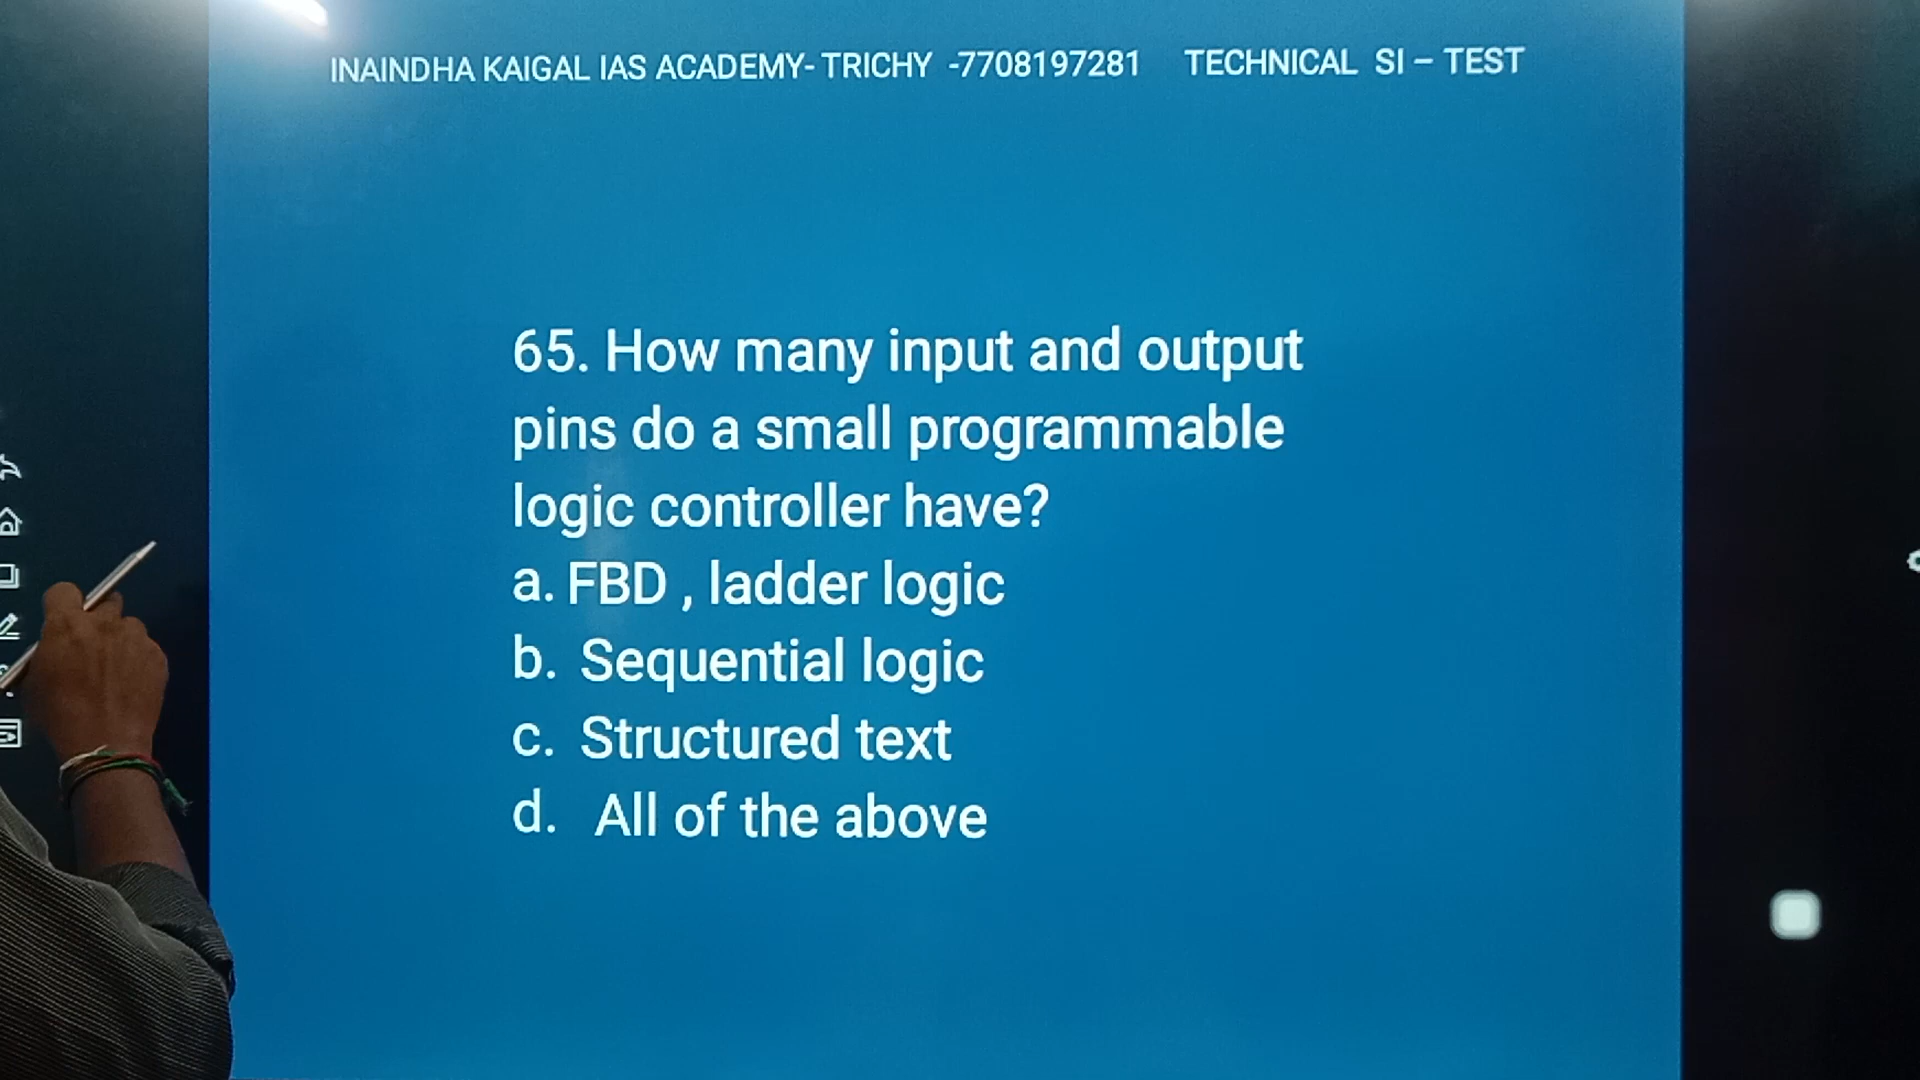 INAINDHA KAIGAL IAS ACADEMY- TRICHY -7708197281 TECHNICAL SI – TEST
65. How many input and output
pins do a small programmable
logic controller have?
a. FBD , ladder logic
b. Sequential logic
c. Structured text
d. All of the above